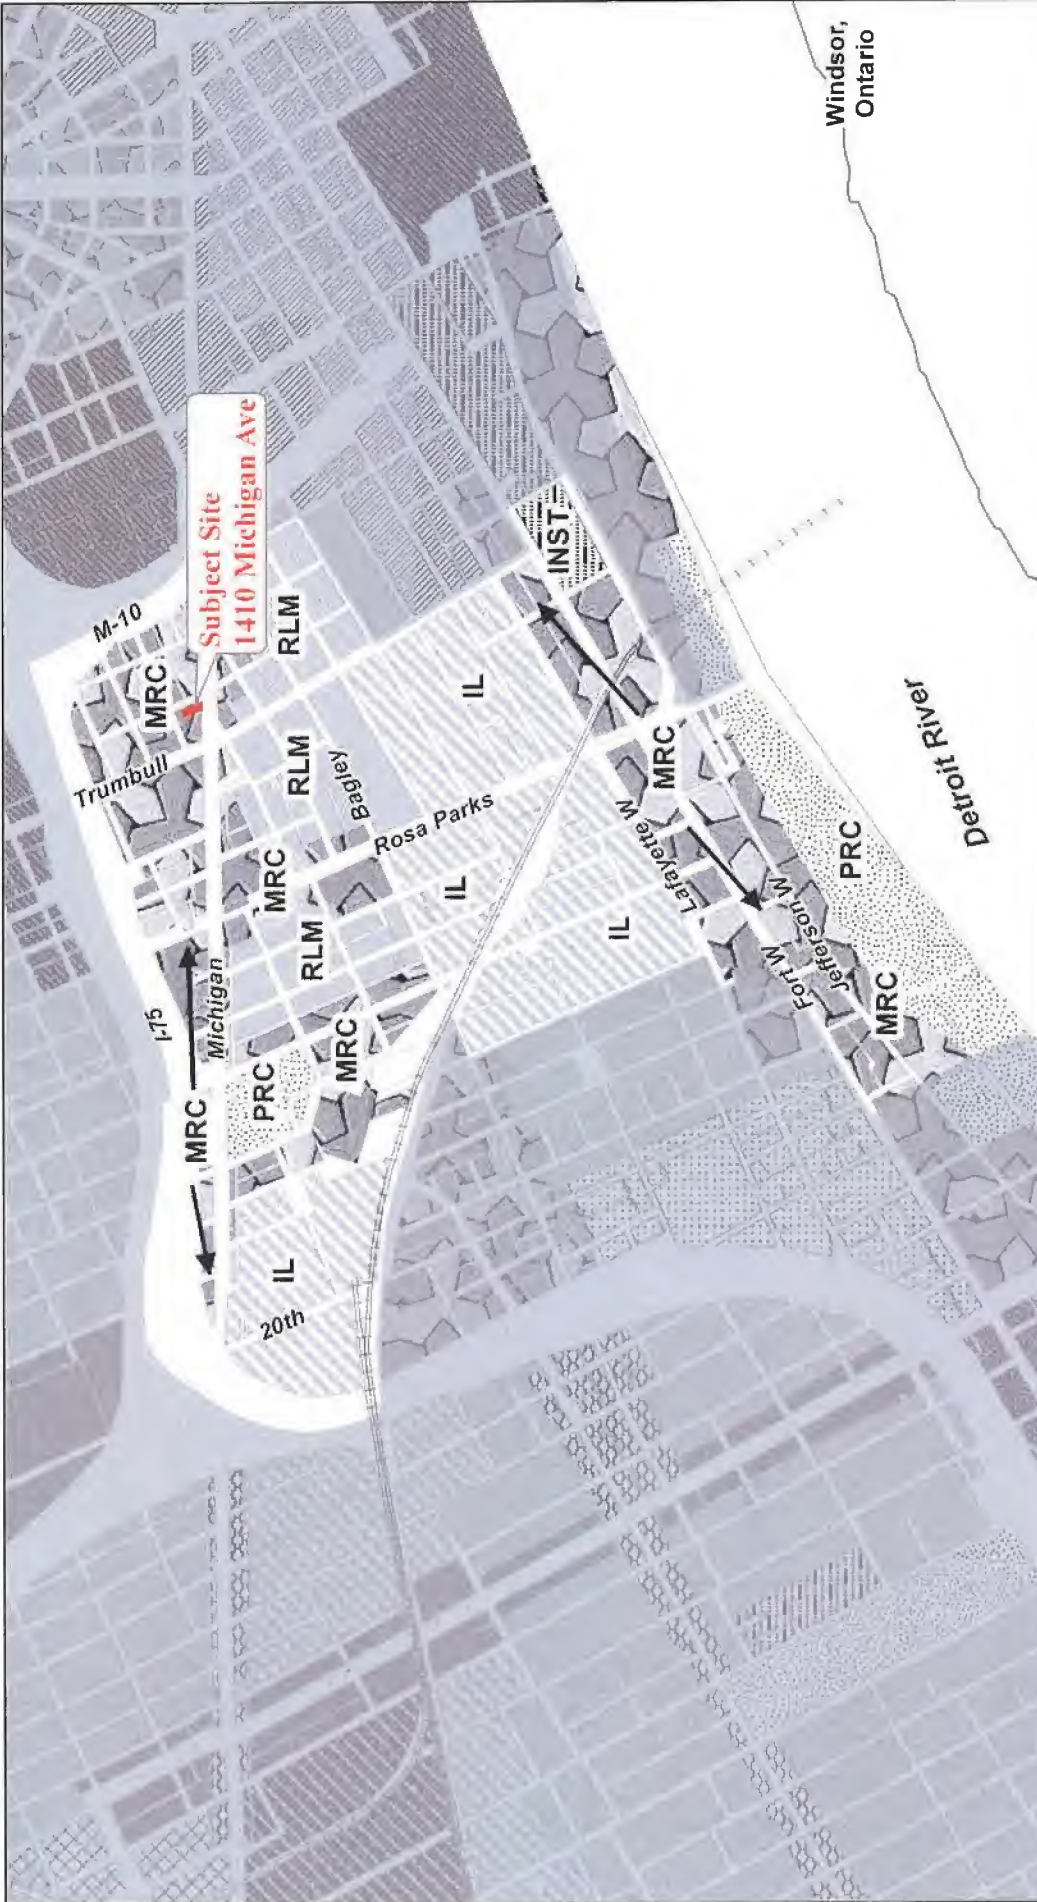 M-10
Trumbull
I-75
MRC
MRC
Michigan
Subject Site
1410 Michigan Ave
PRC
MRC
20th
IL
RLM
RLM
RLM
MRC
Bagley
Rosa Parks
IL
IL
INST
IL
Lafayette W
MRC
Fort W
Jefferson W
MRC
PRC
Detroit River
Windsor,
Ontario